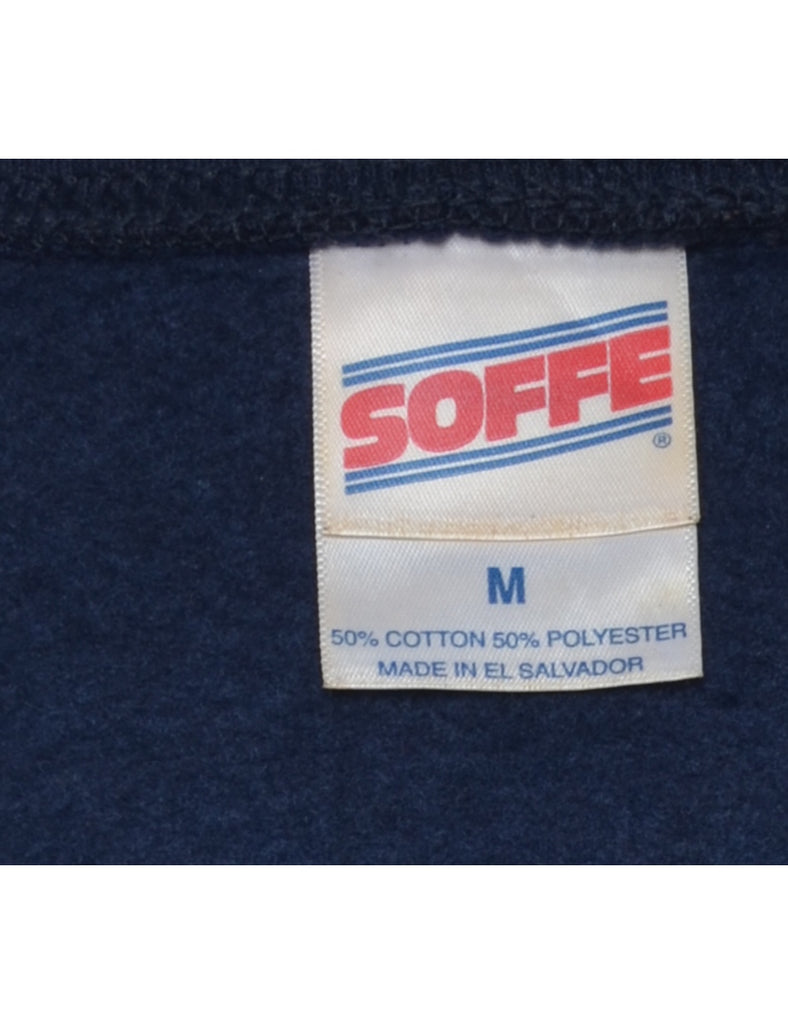 SOFFE
®
M
50% COTTON 50% POLYESTER
MADE IN EL SALVADOR